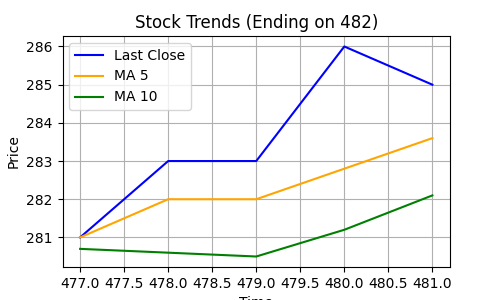 Stock Trends (Ending on 482)
Last Close
MA 5
MA 10
Price
286
285
284
283
282
281
477.0 477.5 478.0 478.5 479.0 479.5 480.0 480.5 481.0
Time